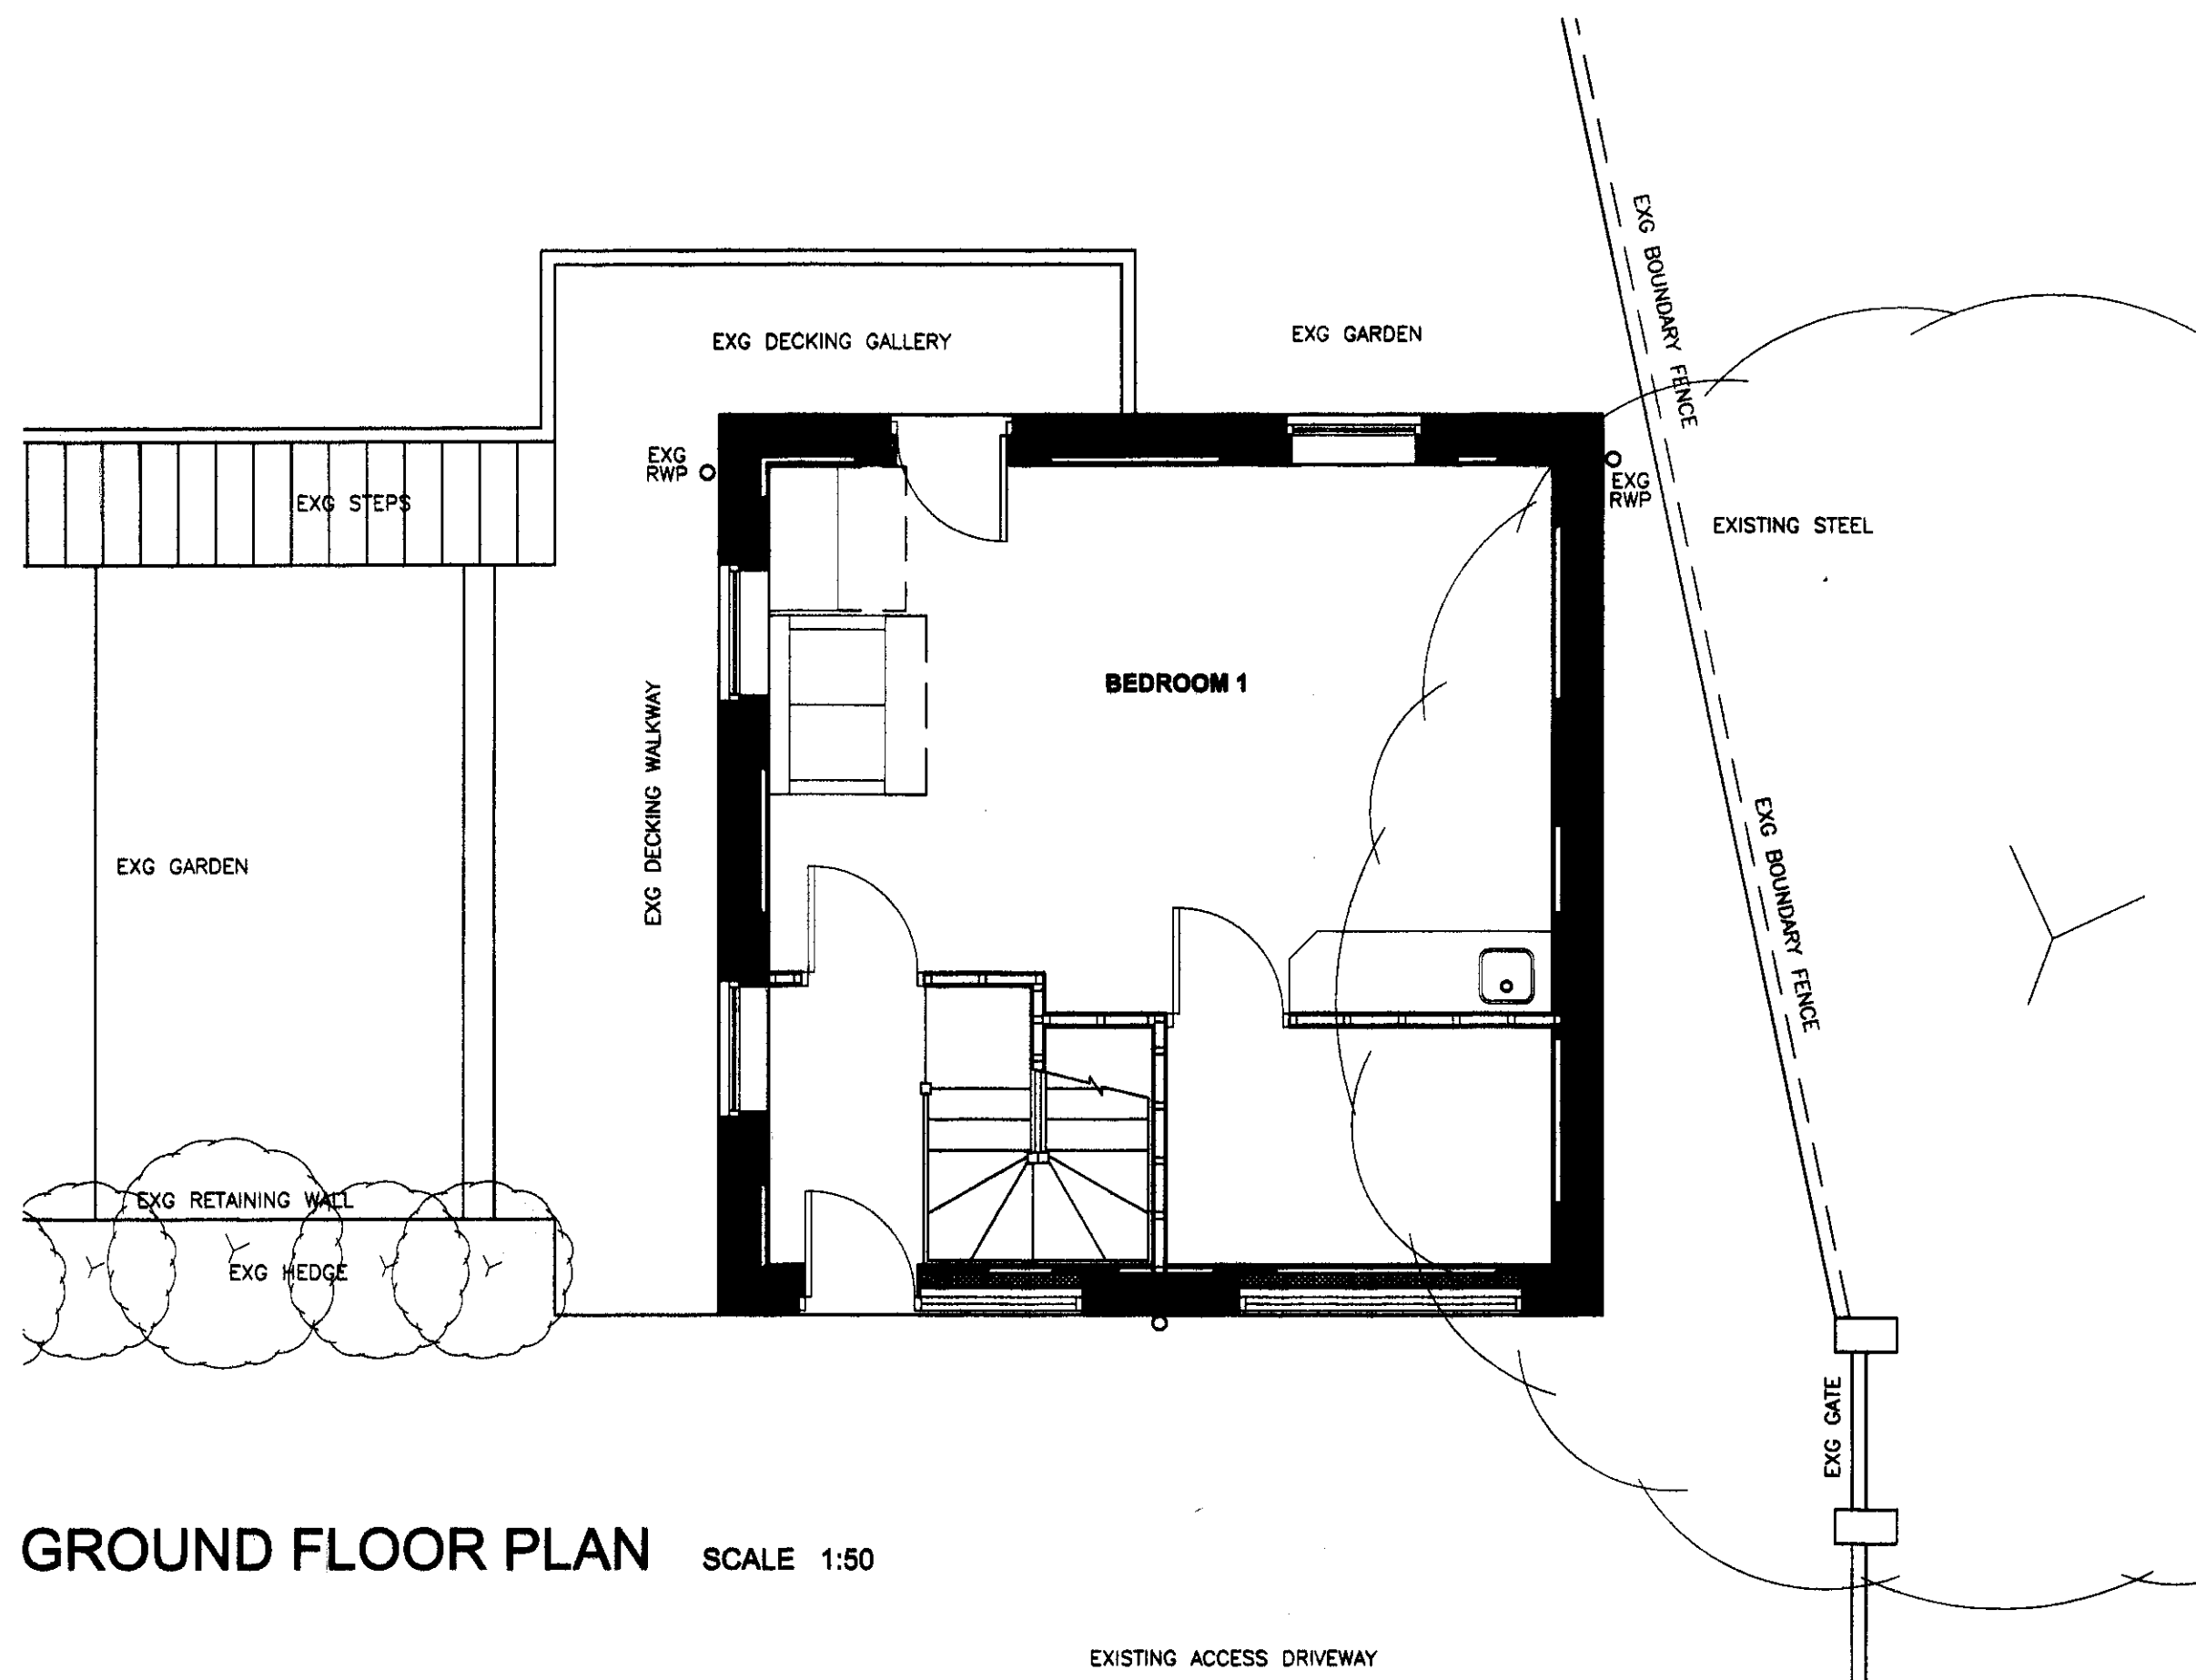 EXG BOUNDARY FENCE
EXG DECKING GALLERY
EXG GARDEN
EXG
RWP
EXG STEPS
EXG
RWP
EXISTING STEEL
BEDROOM 1
EXG DECKING WALKWAY
EXG GARDEN
EXG BOUNDARY FENCE
EXG RETAINING WALL
EXG HEDGE
EXG GATE
GROUND FLOOR PLAN SCALE 1:50
EXISTING ACCESS DRIVEWAY